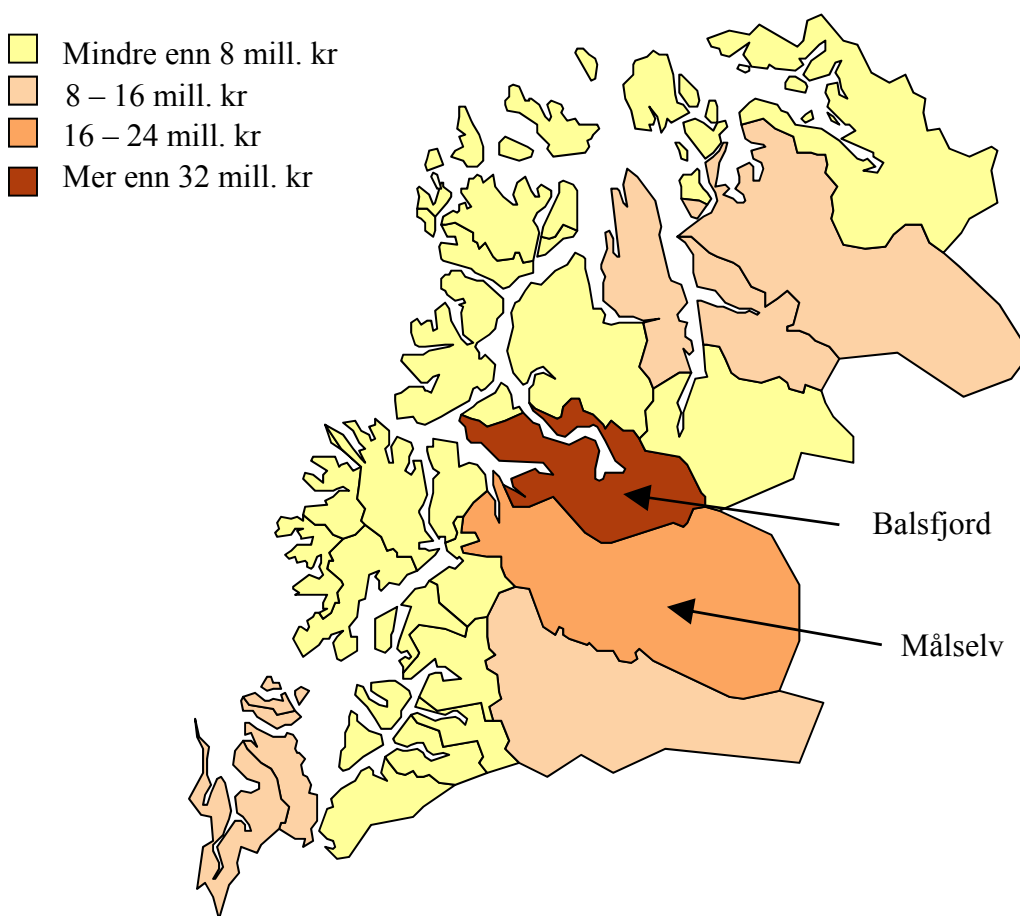 Mindre enn 8 mill. kr
8 – 16 mill. kr
16 – 24 mill. kr
Mer enn 32 mill. kr
Balsfjord
Målselv